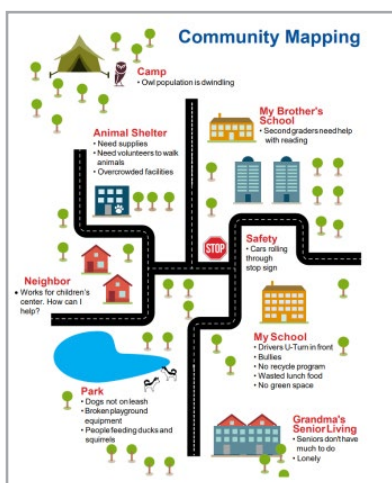 Community Mapping
Camp
• Owl population is dwindling
My Brother's
School
• Second graders need help
with reading
Animal Shelter
• Need supplies
• Need volunteers to walk
animals
• Overcrowded facilities
STOP
Safety
• Cars rolling
through
stop sign
Neighbor
• Works for children's
center. How can I
help?
My School
• Drivers U-Turn in front
• Bullies
• No recycle program
• Wasted lunch food
• No green space
Park
• Dogs not on leash
• Broken playground
equipment
• People feeding ducks and
squirrels
Grandma's
Senior Living
• Seniors don't have
much to do
• Lonely